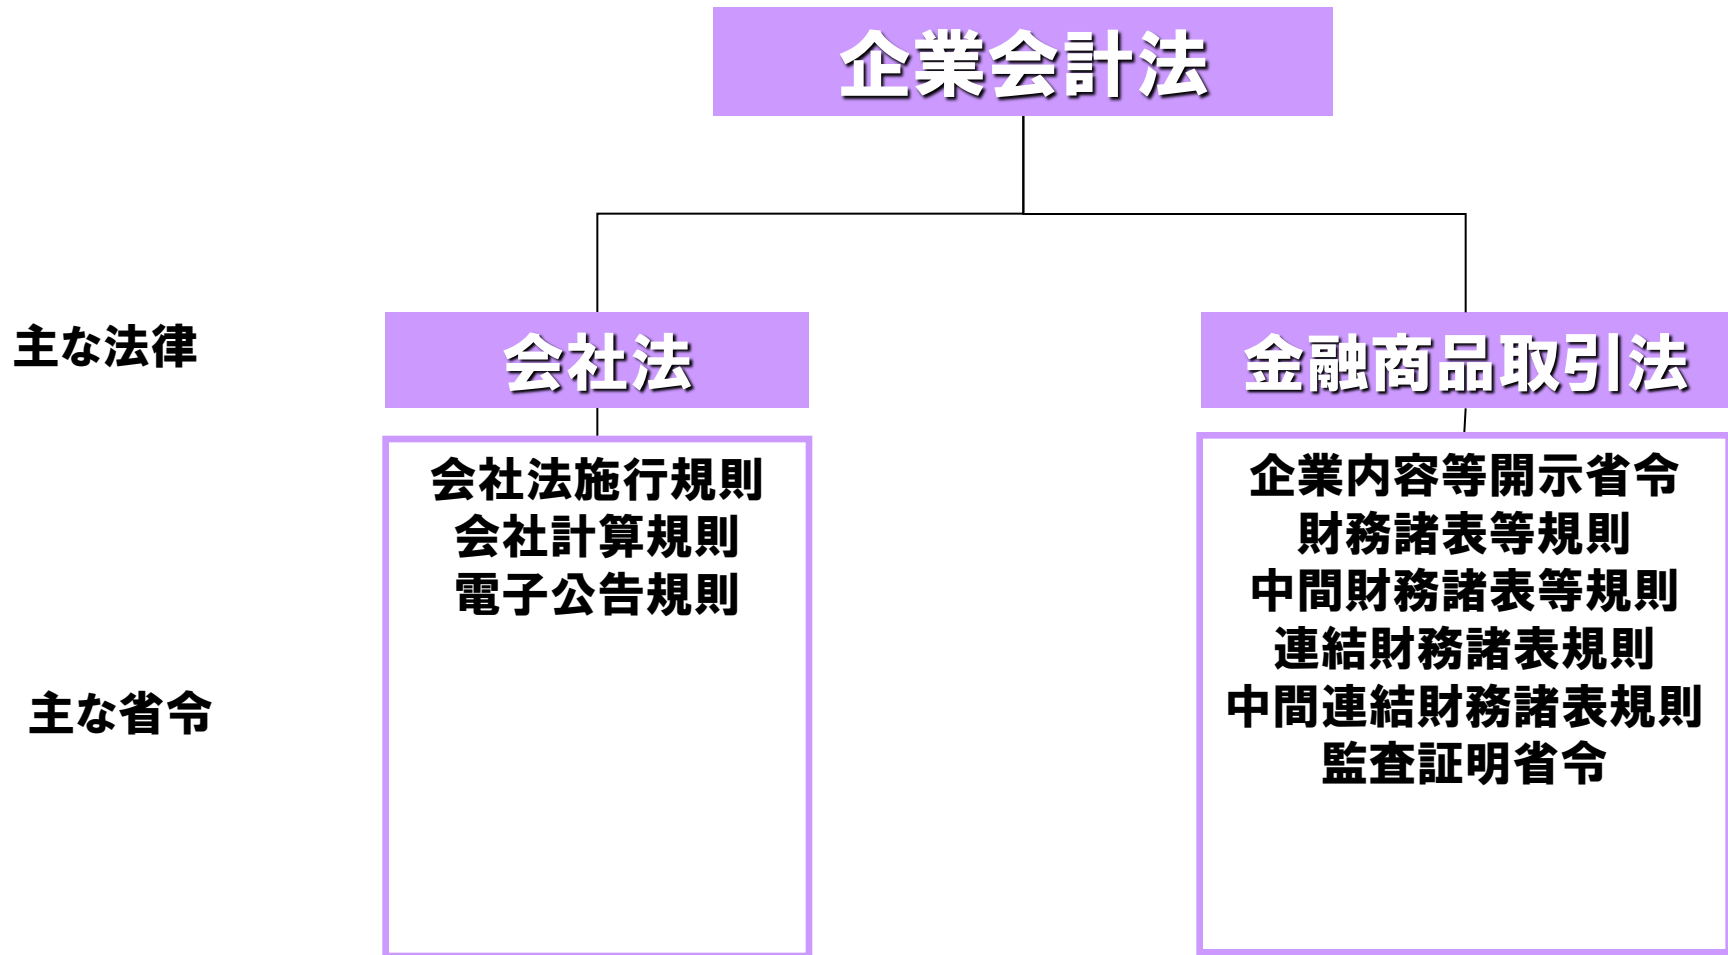 企業会計法
主な法律
会社法
金融商品取引法
会社法施行規則
会社計算規則
電子公告規則
主な省令
企業内容等開示省令
財務諸表等規則
中間財務諸表等規則
連結財務諸表規則
中間連結財務諸表規則
監査証明省令